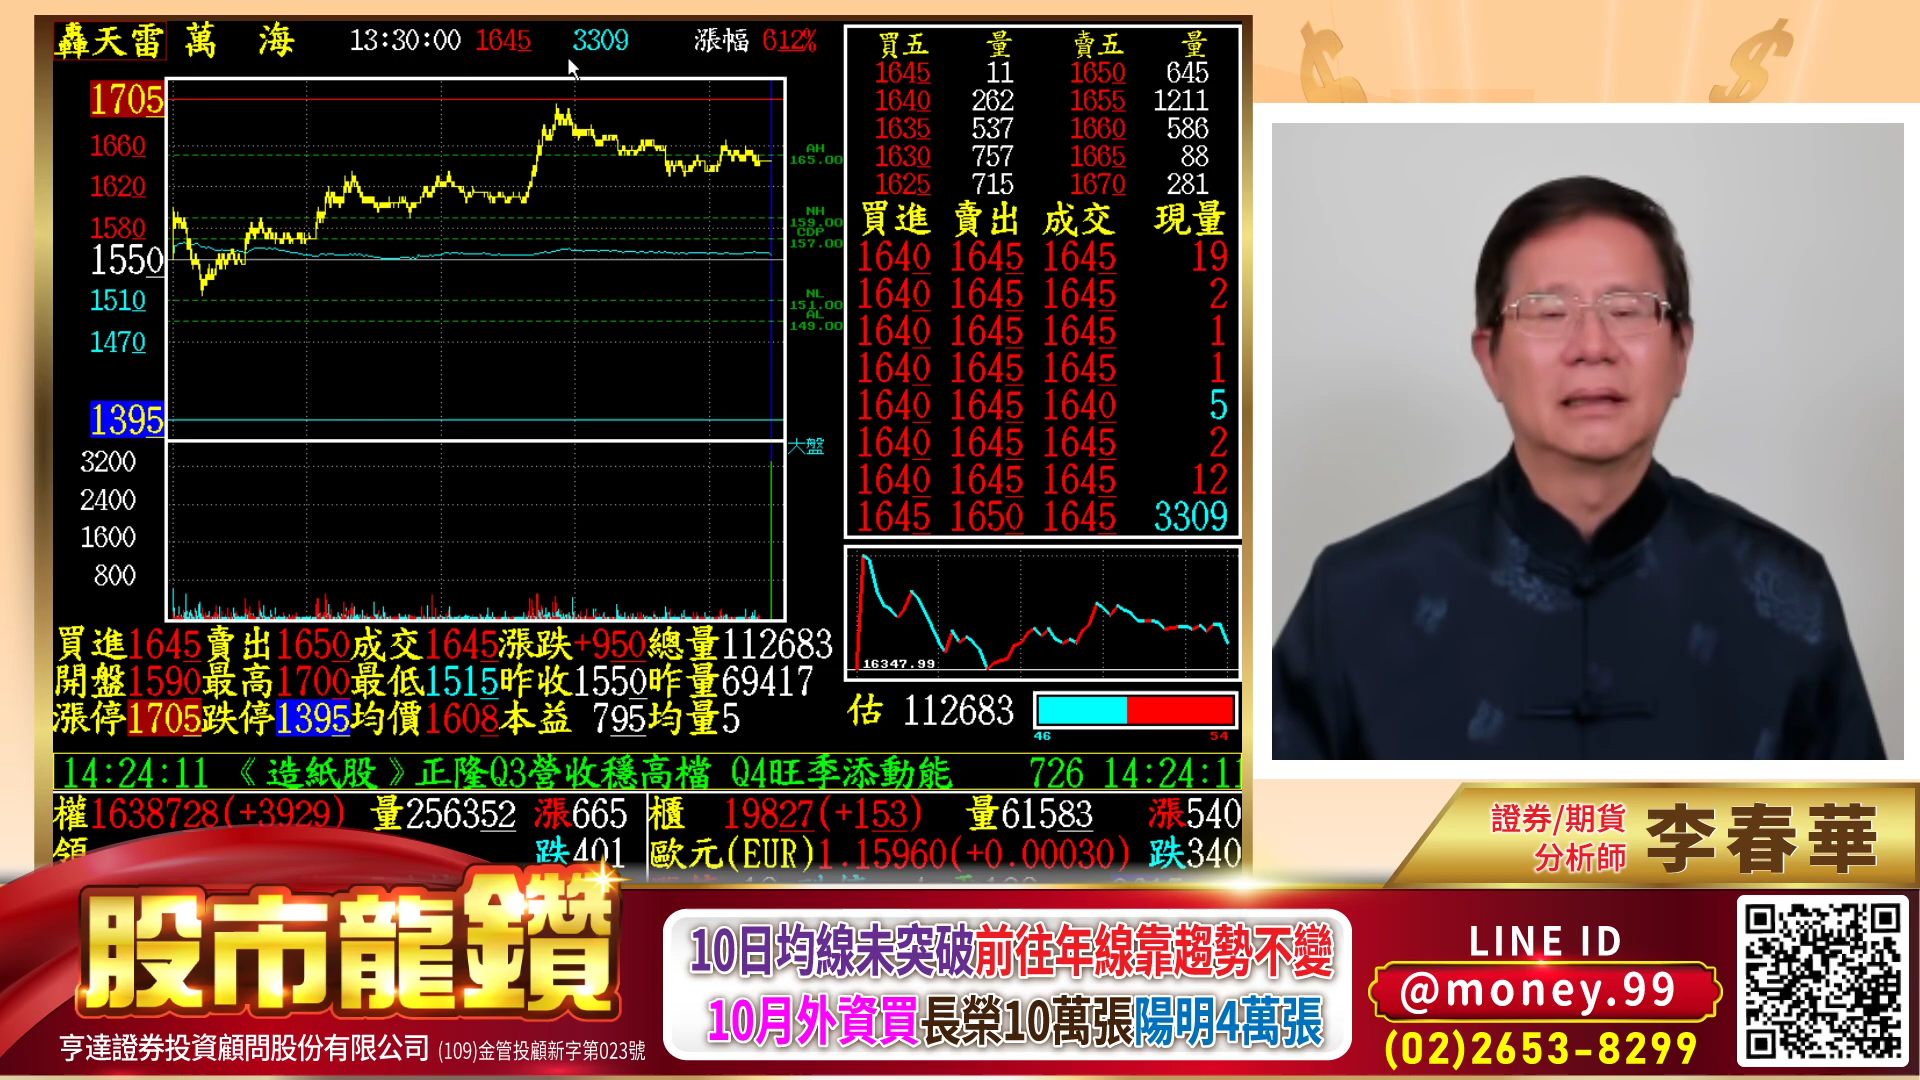 轟天雷 萬 海 13:30:00 1645 3309 漲幅 612%
1705
1660
1620
1580
1550
1510
1470
1395
3200
2400
1600
800
AH
165.00
NH
159.00
CDP
157.00
NL
151.00
AL
149.00
大盤
買五 量 賣五 量
1645 11 1650 645
1640 262 1655 1211
1635 537 1660 586
1630 757 1665 88
1625 715 1670 281
買進 賣出 成交 現量
1640 1645 1645 19
1640 1645 1645 2
1640 1645 1645 1
1640 1645 1645 1
1640 1645 1640 5
1640 1645 1645 2
1640 1645 1645 12
1645 1650 1645 3309
16347.99
估 112683
46 54
買進1645賣出1650成交1645漲跌+950總量112683
開盤1590最高1700最低1515昨收1550昨量69417
漲停1705跌停1395均價1608本益 795均量5
14:24:11 《造紙股》正隆Q3營收穩高檔 Q4旺季添動能 726 14:24:11
權1638728(+3929) 量256352 漲665
櫃 19827(+153) 量61583 漲540
領 跌401
歐元(EUR)1.15960(+0.00030) 跌340
證券/期貨
分析師
李春華
股市龍鑽
亨達證券投資顧問股份有限公司 (109)金管投顧新字第023號
10日均線未突破前往年線靠趨勢不變
10月外資買長榮10萬張陽明4萬張
LINE ID
@money.99
(02)2653-8299